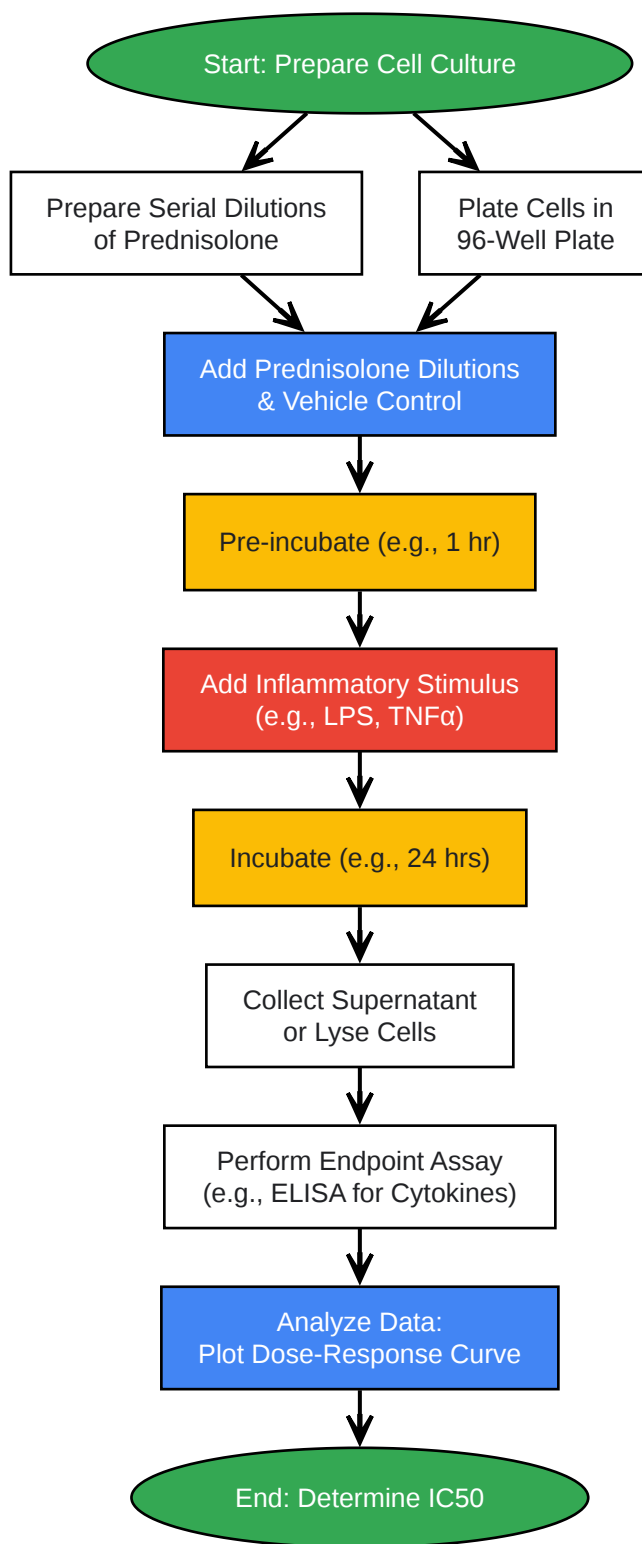 Start: Prepare Cell Culture
Prepare Serial Dilutions
of Prednisolone
Plate Cells in
96-Well Plate
Add Prednisolone Dilutions
& Vehicle Control
Pre-incubate (e.g., 1 hr)
Add Inflammatory Stimulus
(e.g., LPS, TNFα)
Incubate (e.g., 24 hrs)
Collect Supernatant
or Lyse Cells
Perform Endpoint Assay
(e.g., ELISA for Cytokines)
Analyze Data:
Plot Dose-Response Curve
End: Determine IC50